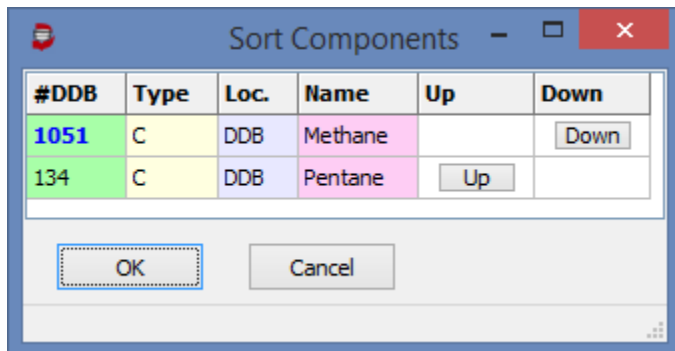 Sort Components
#DDB Type Loc. Name Up Down
1051 C DDB Methane Down
134 C DDB Pentane Up
OK Cancel